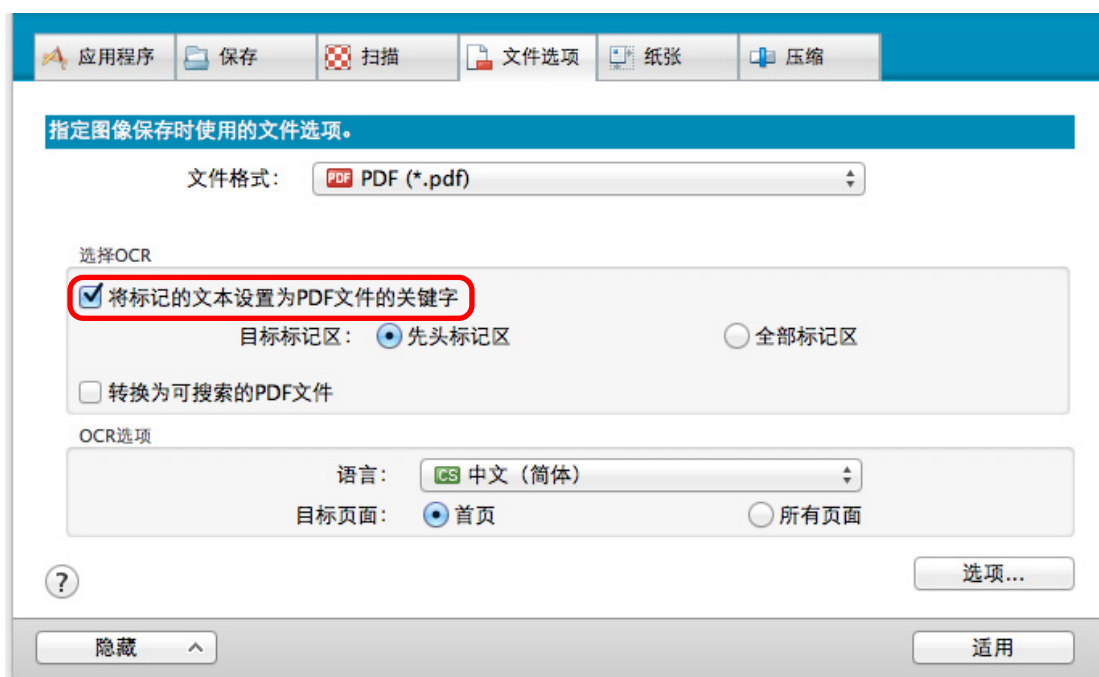 应用程序 保存 扫描 文件选项 纸张 压缩
指定图像保存时使用的文件选项。
文件格式： PDF PDF (*.pdf)
选择OCR
将标记的文本设置为PDF文件的关键字
目标标记区： 先头标记区 全部标记区
转换为可搜索的PDF文件
OCR选项
语言： CS 中文（简体）
目标页面： 首页 所有页面
? 选项...
隐藏 适用